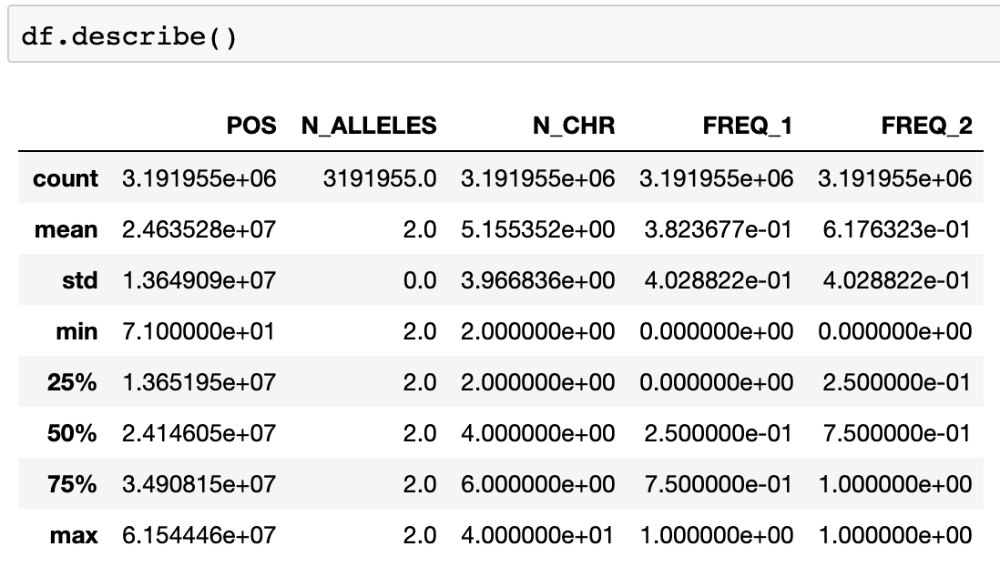 df.describe()
POS N_ALLELES N_CHR FREQ_1 FREQ_2
count 3.191955e+06 3191955.0 3.191955e+06 3.191955e+06 3.191955e+06
mean 2.463528e+07 2.0 5.155352e+00 3.823677e-01 6.176323e-01
std 1.364909e+07 0.0 3.966836e+00 4.028822e-01 4.028822e-01
min 7.100000e+01 2.0 2.000000e+00 0.000000e+00 0.000000e+00
25% 1.365195e+07 2.0 2.000000e+00 0.000000e+00 2.500000e-01
50% 2.414605e+07 2.0 4.000000e+00 2.500000e-01 7.500000e-01
75% 3.490815e+07 2.0 6.000000e+00 7.500000e-01 1.000000e+00
max 6.154446e+07 2.0 4.000000e+01 1.000000e+00 1.000000e+00